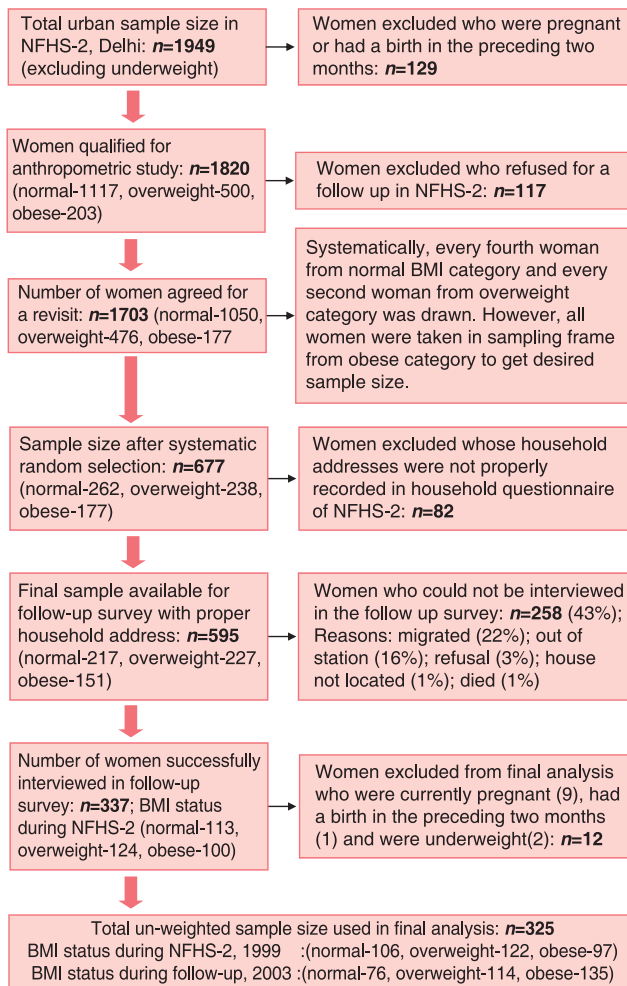 Total urban sample size in
NFHS-2, Delhi: n=1949
(excluding underweight)
Women excluded who were pregnant
or had a birth in the preceding two
months: n=129
Women qualified for
anthropometric study: n=1820
(normal-1117, overweight-500,
obese-203)
Women excluded who refused for a
follow up in NFHS-2: n=117
Number of women agreed for
a revisit: n=1703 (normal-1050,
overweight-476, obese-177
Systematically, every fourth woman
from normal BMI category and every
second woman from overweight
category was drawn. However, all
women were taken in sampling frame
from obese category to get desired
sample size.
Sample size after systematic
random selection: n=677
(normal-262, overweight-238,
obese-177)
Women excluded whose household
addresses were not properly
recorded in household questionnaire
of NFHS-2: n=82
Final sample available for
follow-up survey with proper
household address: n=595
(normal-217, overweight-227,
obese-151)
Women who could not be interviewed
in the follow up survey: n=258 (43%);
Reasons: migrated (22%); out of
station (16%); refusal (3%); house
not located (1%); died (1%)
Number of women successfully
interviewed in follow-up
survey: n=337; BMI status
during NFHS-2 (normal-113,
overweight-124, obese-100)
Women excluded from final analysis
who were currently pregnant (9), had
a birth in the preceding two months
(1) and were underweight(2): n=12
Total un-weighted sample size used in final analysis: n=325
BMI status during NFHS-2, 1999 :(normal-106, overweight-122, obese-97)
BMI status during follow-up, 2003 :(normal-76, overweight-114, obese-135)